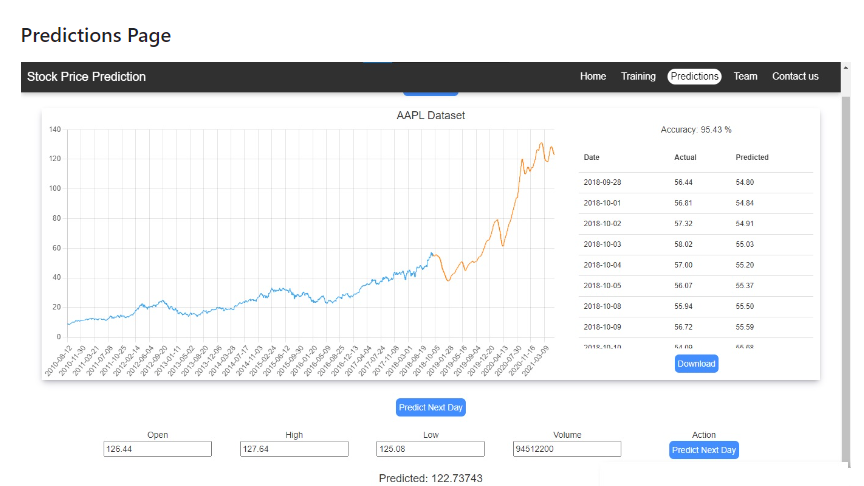 Predictions Page
Stock Price Prediction Home Training Predictions Team Contact us
AAPL Dataset
140
120
100
80
60
40
20
0
2010-08-12 2010-11-30 2011-03-21 2011-07-08 2011-10-25 2012-02-14 2012-06-04 2012-09-20 2013-01-11 2013-05-02 2013-08-20 2013-12-06 2014-03-28 2014-07-17 2014-11-03 2015-02-24 2015-06-12 2015-09-30 2016-01-20 2016-05-09 2016-08-25 2016-12-13 2017-04-04 2017-07-24 2017-11-08 2018-03-01 2018-06-19 2018-10-05 2019-01-28 2019-05-16 2019-09-04 2019-12-20 2020-04-13 2020-07-30 2020-11-16 2021-03-09
Accuracy: 95.43 %
Date Actual Predicted
2018-09-28 56.44 54.80
2018-10-01 56.81 54.84
2018-10-02 57.32 54.91
2018-10-03 58.02 55.03
2018-10-04 57.00 55.20
2018-10-05 56.07 55.37
2018-10-08 55.94 55.50
2018-10-09 56.72 55.59
Download
Predict Next Day
Open High Low Volume Action
126.44 127.64 125.08 94512200 Predict Next Day
Predicted: 122.73743